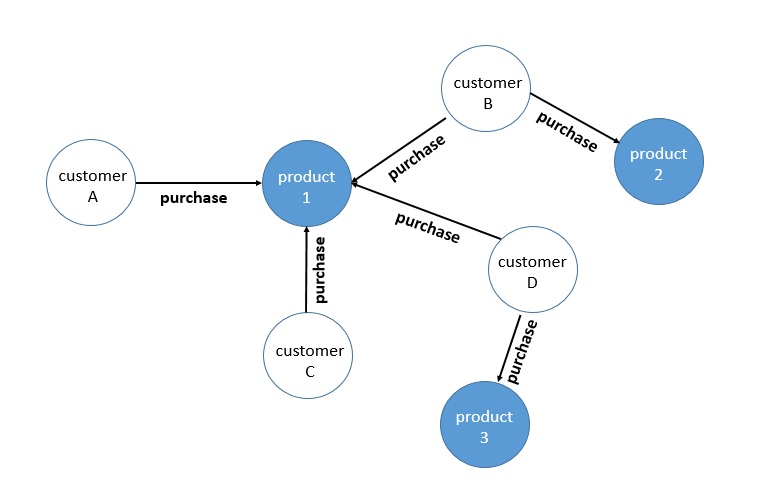 customer
B
purchase
product
2
purchase
customer
A
purchase
product
1
purchase
customer
D
purchase
customer
C
purchase
product
3